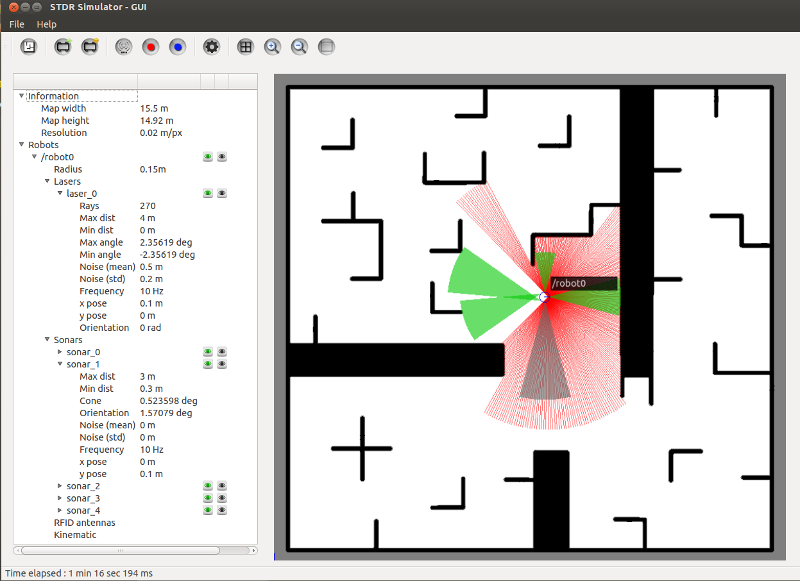 STDR Simulator - GUI
File Help
Information
Map width 15.5 m
Map height 14.92 m
Resolution 0.02 m/px
Robots
/robot0
Radius 0.15m
Lasers
laser_0
Rays 270
Max dist 4 m
Min dist 0 m
Max angle 2.35619 deg
Min angle -2.35619 deg
Noise (mean) 0.5 m
Noise (std) 0.2 m
Frequency 10 Hz
x pose 0.1 m
y pose 0 m
Orientation 0 rad
Sonars
sonar_0
sonar_1
Max dist 3 m
Min dist 0.3 m
Cone 0.523598 deg
Orientation 1.57079 deg
Noise (mean) 0 m
Noise (std) 0 m
Frequency 10 Hz
x pose 0 m
y pose 0.1 m
sonar_2
sonar_3
sonar_4
RFID antennas
Kinematic
/robot0
Time elapsed : 1 min 16 sec 194 ms